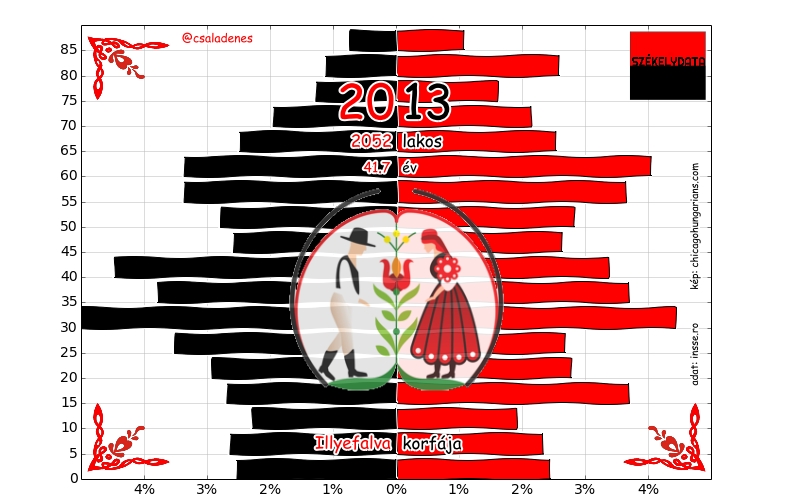 @csaladenes
SZÉKELYDATA
2013
2052 lakos
41.7 év
kép: chicagohungarians.com
adat: insse.ro
Illyefalva korfája
85
80
75
70
65
60
55
50
45
40
35
30
25
20
15
10
5
0
4% 3% 2% 1% 0% 1% 2% 3% 4%